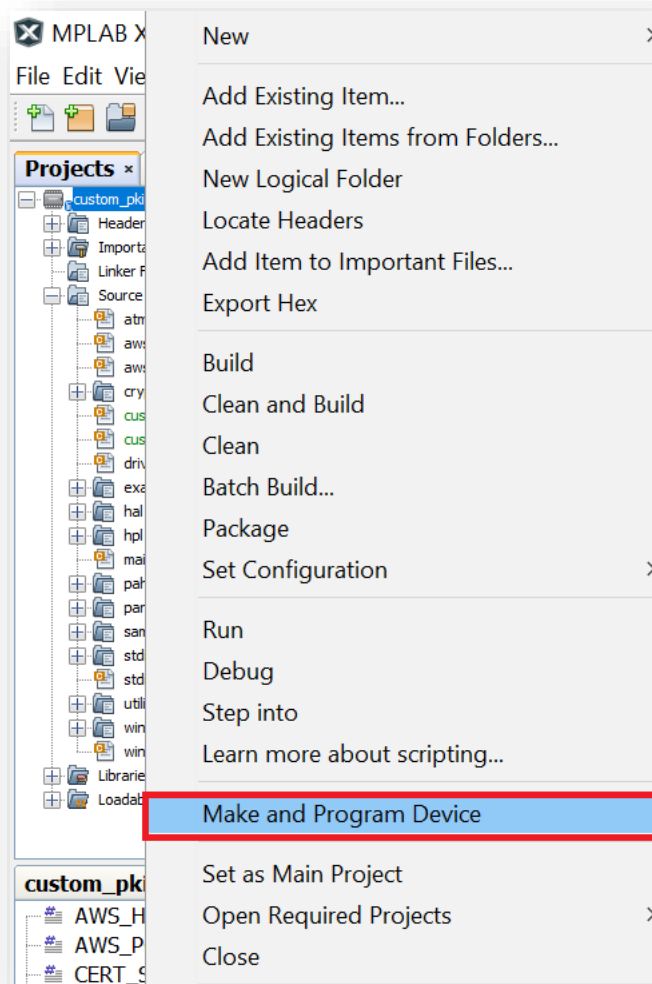 MPLAB X
File Edit Vie
Projects ×
custom_pki
Header
Importa
Linker F
Source
atm
aws
aws
cry
cus
cus
driv
exa
hal
hpl
mai
pah
par
sam
std
std
utili
win
win
Librarie
Loadab
custom_pki
AWS_H
AWS_P
CERT_S
New
Add Existing Item...
Add Existing Items from Folders...
New Logical Folder
Locate Headers
Add Item to Important Files...
Export Hex
Build
Clean and Build
Clean
Batch Build...
Package
Set Configuration
Run
Debug
Step into
Learn more about scripting...
Make and Program Device
Set as Main Project
Open Required Projects
Close